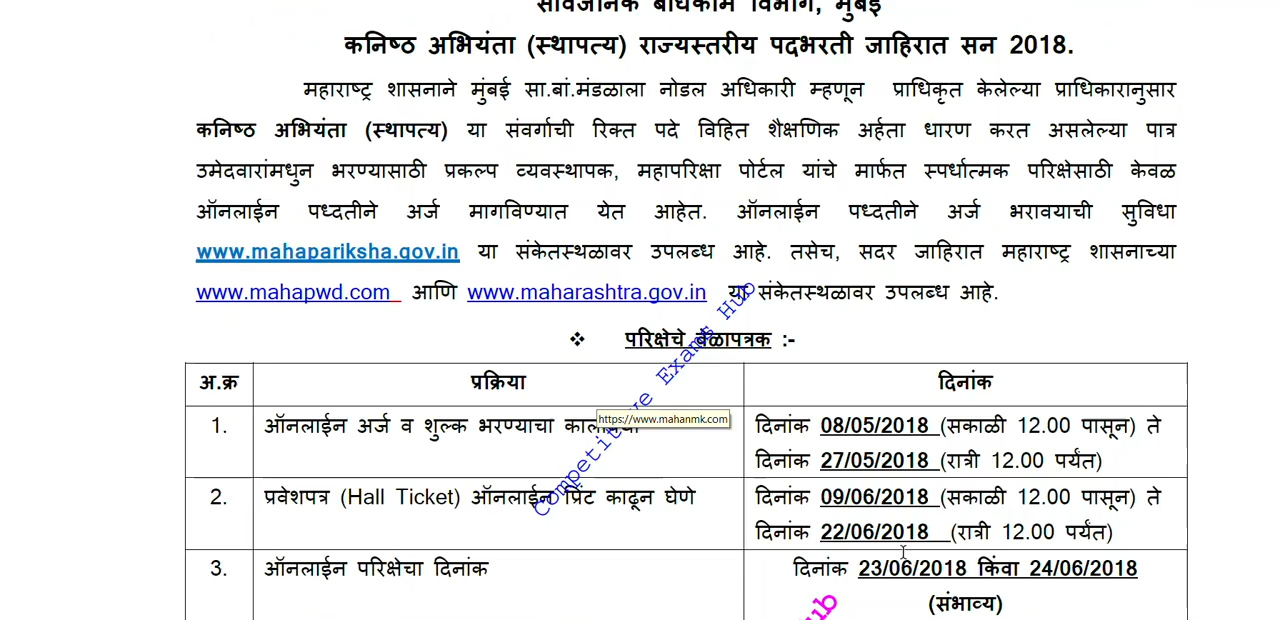 सार्वजनिक बांधकाम विभाग, मुंबई
कनिष्ठ अभियंता (स्थापत्य) राज्यस्तरीय पदभरती जाहिरात सन 2018.
महाराष्ट्र शासनाने मुंबई सा.बां.मंडळाला नोडल अधिकारी म्हणून प्राधिकृत केलेल्या प्राधिकारानुसार
कनिष्ठ अभियंता (स्थापत्य) या संवर्गाची रिक्त पदे विहित शैक्षणिक अर्हता धारण करत असलेल्या पात्र
उमेदवारांमधुन भरण्यासाठी प्रकल्प व्यवस्थापक, महापरिक्षा पोर्टल यांचे मार्फत स्पर्धात्मक परिक्षेसाठी केवळ
ऑनलाईन पध्दतीने अर्ज मागविण्यात येत आहेत. ऑनलाईन पध्दतीने अर्ज भरावयाची सुविधा
www.mahapariksha.gov.in या संकेतस्थळावर उपलब्ध आहे. तसेच, सदर जाहिरात महाराष्ट्र शासनाच्या
www.mahapwd.com आणि www.maharashtra.gov.in या संकेतस्थळावर उपलब्ध आहे.
❖ परिक्षेचे वेळापत्रक :-
अ.क्र प्रक्रिया दिनांक
1. ऑनलाईन अर्ज व शुल्क भरण्याचा कालावधी दिनांक 08/05/2018 (सकाळी 12.00 पासून) ते
दिनांक 27/05/2018 (रात्री 12.00 पर्यंत)
https://www.mahanmk.com
2. प्रवेशपत्र (Hall Ticket) ऑनलाईन प्रिंट काढून घेणे दिनांक 09/06/2018 (सकाळी 12.00 पासून) ते
दिनांक 22/06/2018 (रात्री 12.00 पर्यंत)
3. ऑनलाईन परिक्षेचा दिनांक दिनांक 23/06/2018 किंवा 24/06/2018
(संभाव्य)
Competitive Exams Hub